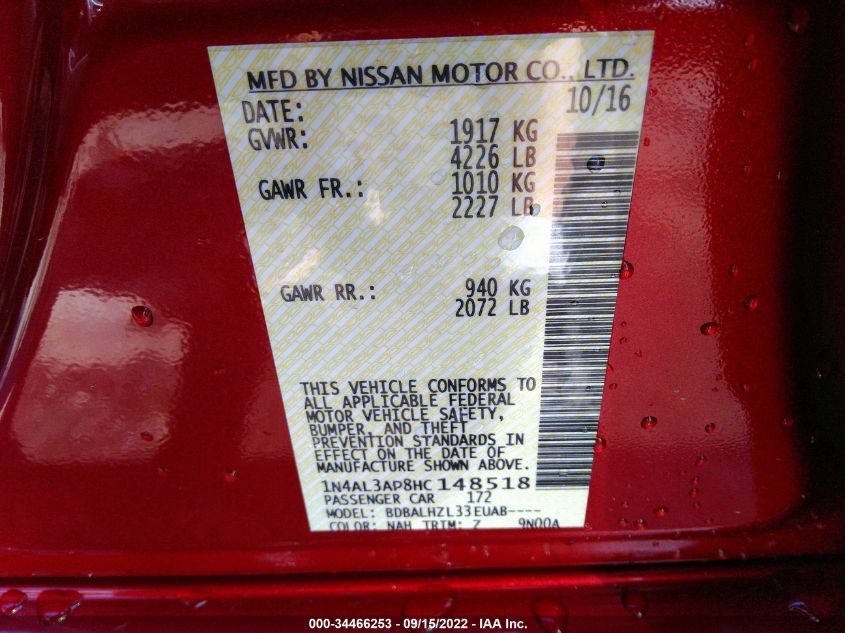 MFD BY NISSAN MOTOR CO., LTD.
DATE: 10/16
GVWR: 1917 KG
4226 LB
GAWR FR.: 1010 KG
2227 LB
GAWR RR.: 940 KG
2072 LB
THIS VEHICLE CONFORMS TO
ALL APPLICABLE FEDERAL
MOTOR VEHICLE SAFETY,
BUMPER, AND THEFT
PREVENTION STANDARDS IN
EFFECT ON THE DATE OF
MANUFACTURE SHOWN ABOVE.
1N4AL3AP8HC148518
PASSENGER CAR 172
MODEL: BDBALHZL33EUAB----
COLOR: NAH TRIM: Z 9N00A
000-34466253 - 09/15/2022 - IAA Inc.